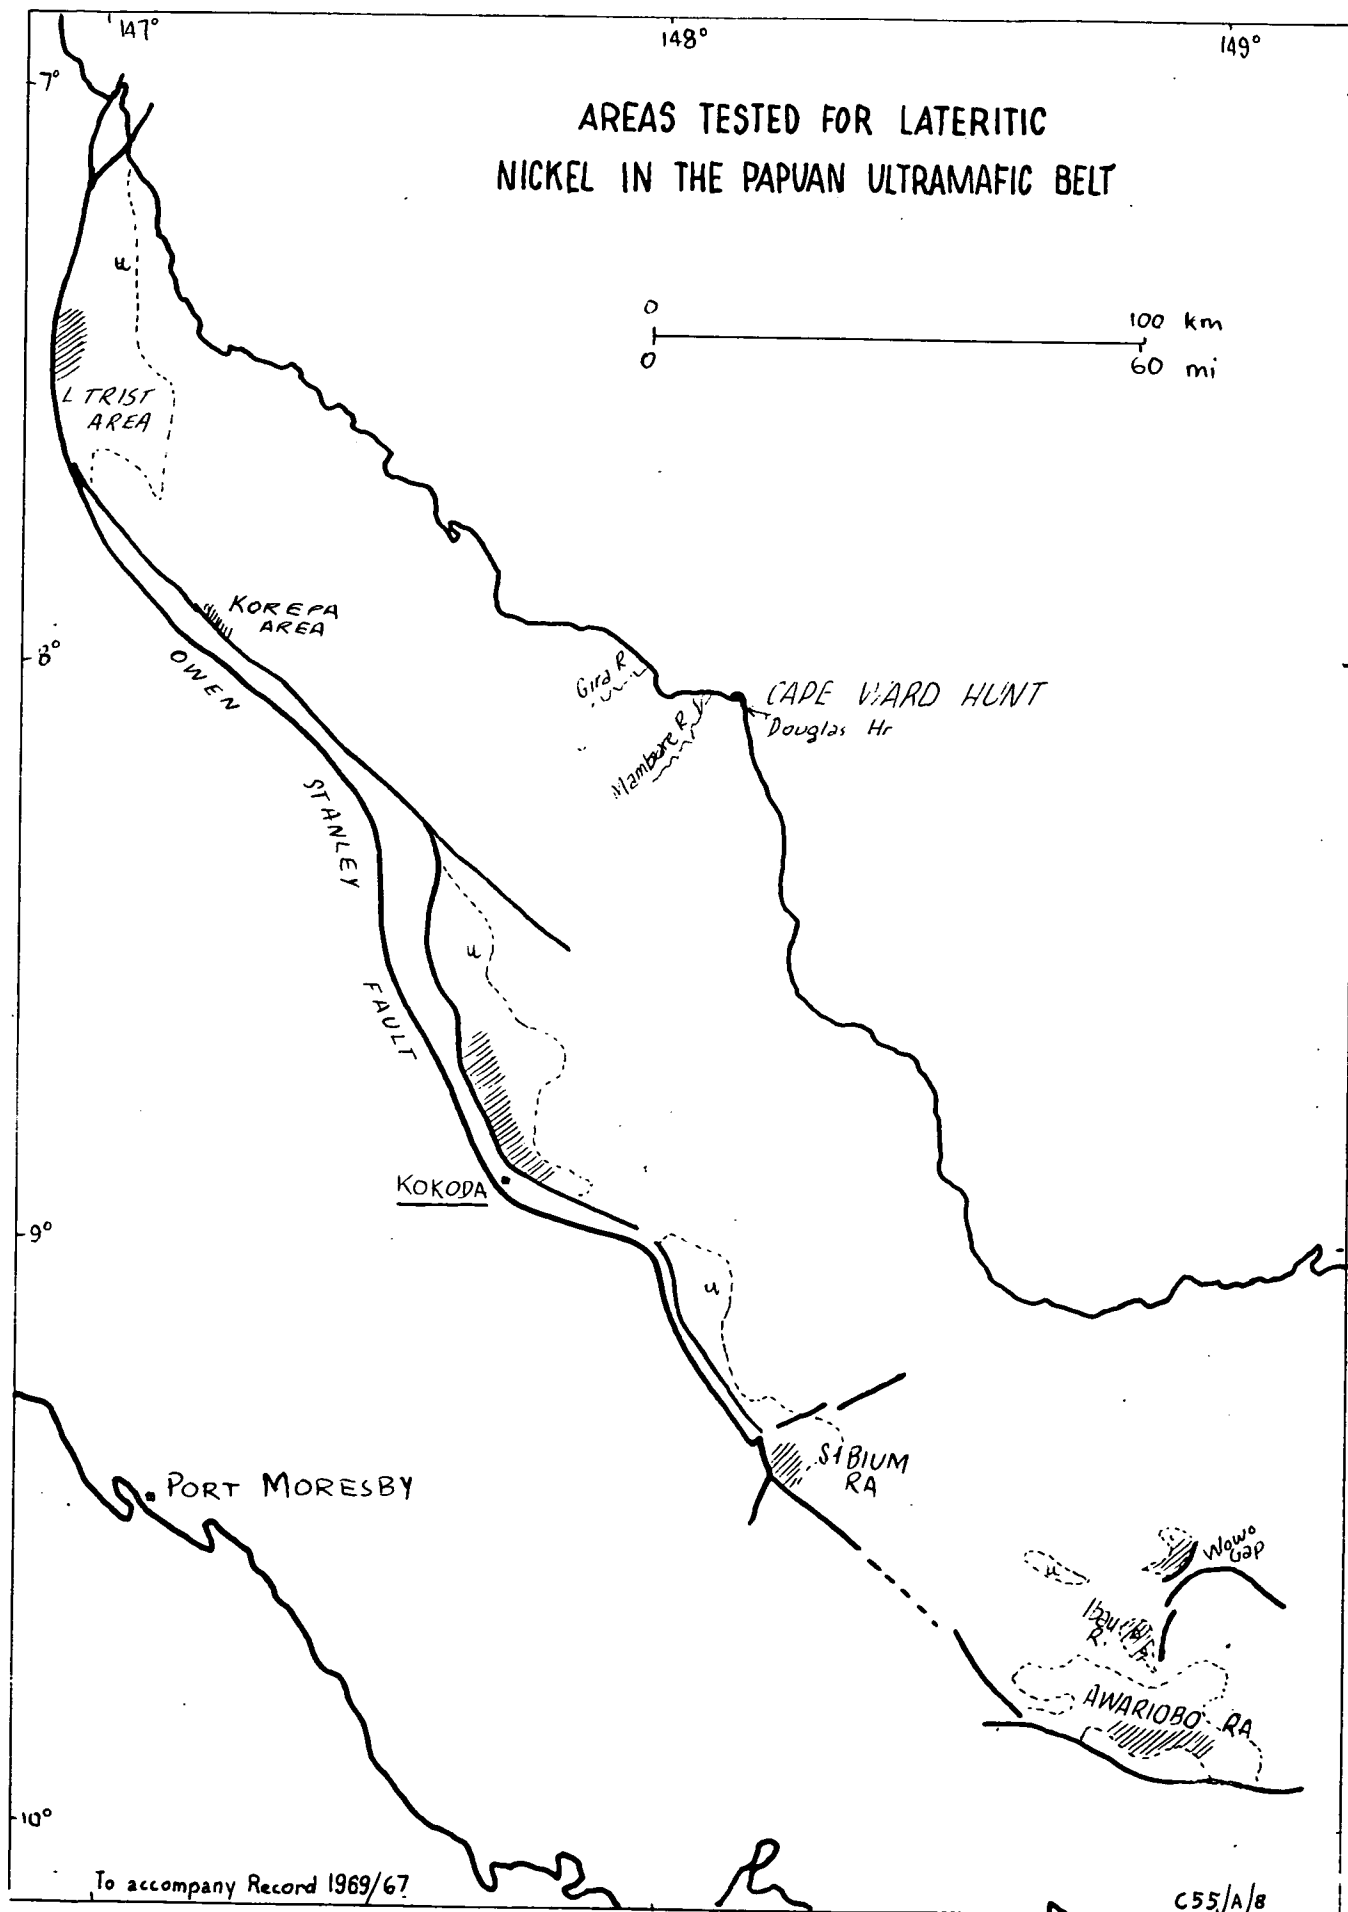 147°
148°
149°
7°
AREAS TESTED FOR LATERITIC
NICKEL IN THE PAPUAN ULTRAMAFIC BELT
u
0
100 km
0
60 mi
L TRIST
AREA
KOREPA
AREA
8°
OWEN
STANLEY
FAULT
Gira R
Mambare R
CAPE WARD HUNT
Douglas Hr
u
KOKODA
9°
u
SIBIUM
RA
PORT MORESBY
Wowo
Gap
u
Ibau
R.
AWARIOBO RA
10°
To accompany Record 1969/67
C55/A/8